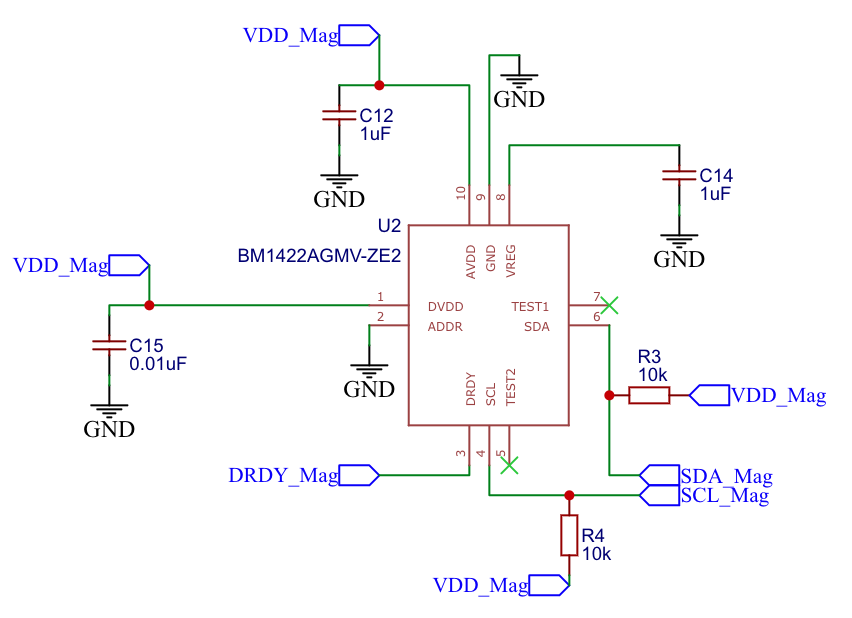 VDD_Mag
C12
1uF
GND
GND
C14
1uF
GND
10
9
8
U2
BM1422AGMV-ZE2
AVDD
GND
VREG
VDD_Mag
1
DVDD
TEST1
7
2
ADDR
SDA
6
C15
0.01uF
GND
GND
R3
10k
VDD_Mag
DRDY
SCL
TEST2
3
4
5
DRDY_Mag
SDA_Mag
SCL_Mag
R4
10k
VDD_Mag